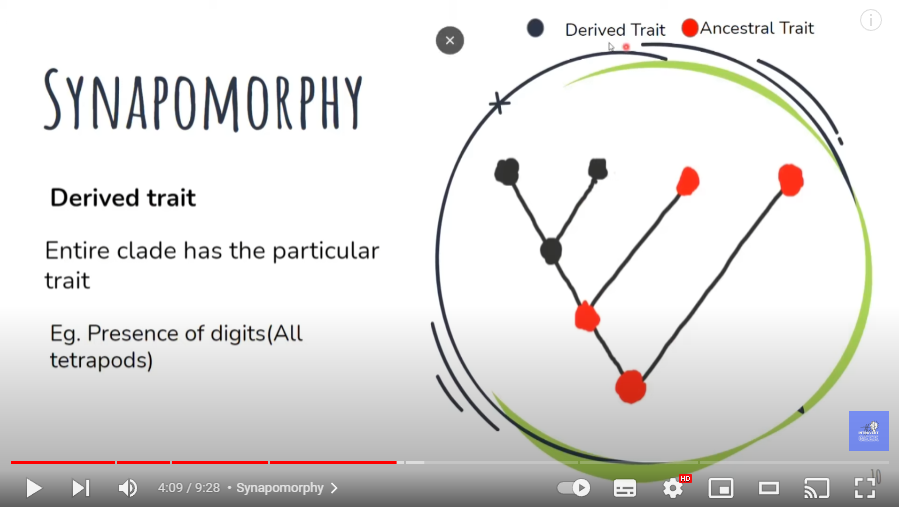 Derived Trait
Ancestral Trait
SYNAPOMORPHY
Derived trait
Entire clade has the particular
trait
Eg. Presence of digits(All
tetrapods)
10
4:09 / 9:28 • Synapomorphy
HD